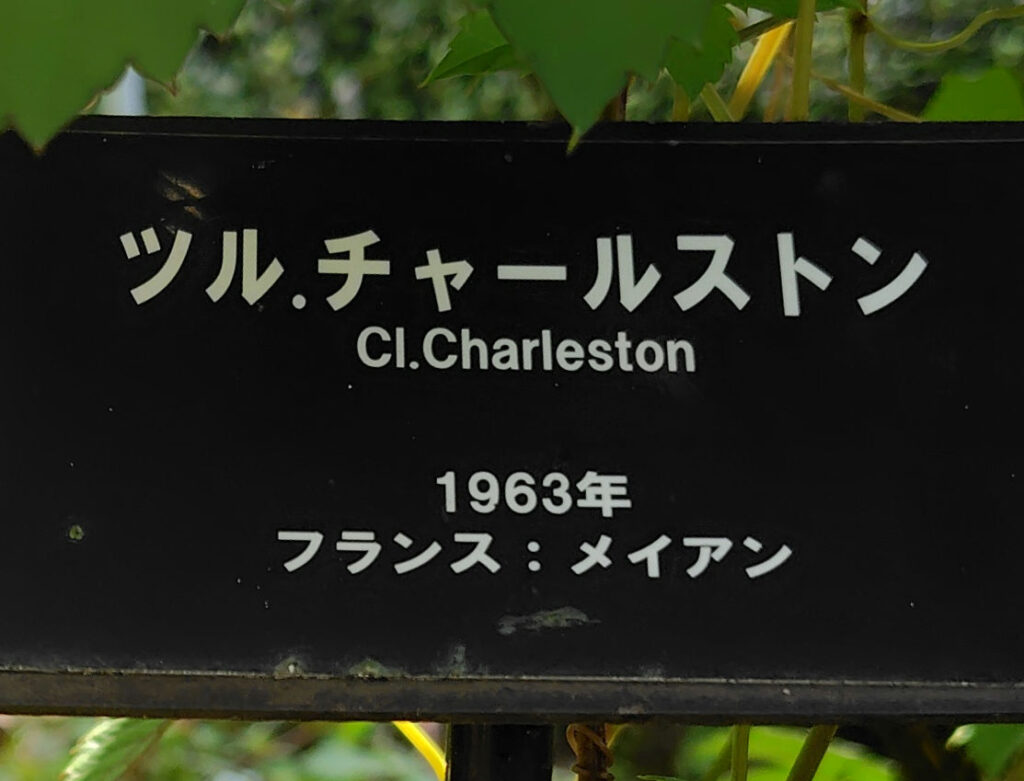 ツル.チャールストン
Cl.Charleston
1963年
フランス：メイアン